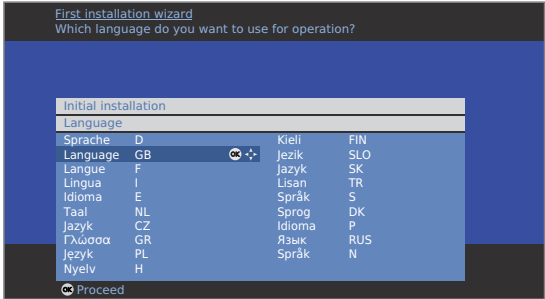 First installation wizard
Which language do you want to use for operation?
Initial installation
Language
Sprache D Kieli FIN
Language GB OK Jezik SLO
Langue F Jazyk SK
Lingua I Lisan TR
Idioma E Språk S
Taal NL Sprog DK
Jazyk CZ Idioma P
Γλώσσα GR Язык RUS
Język PL Språk N
Nyelv H
OK Proceed